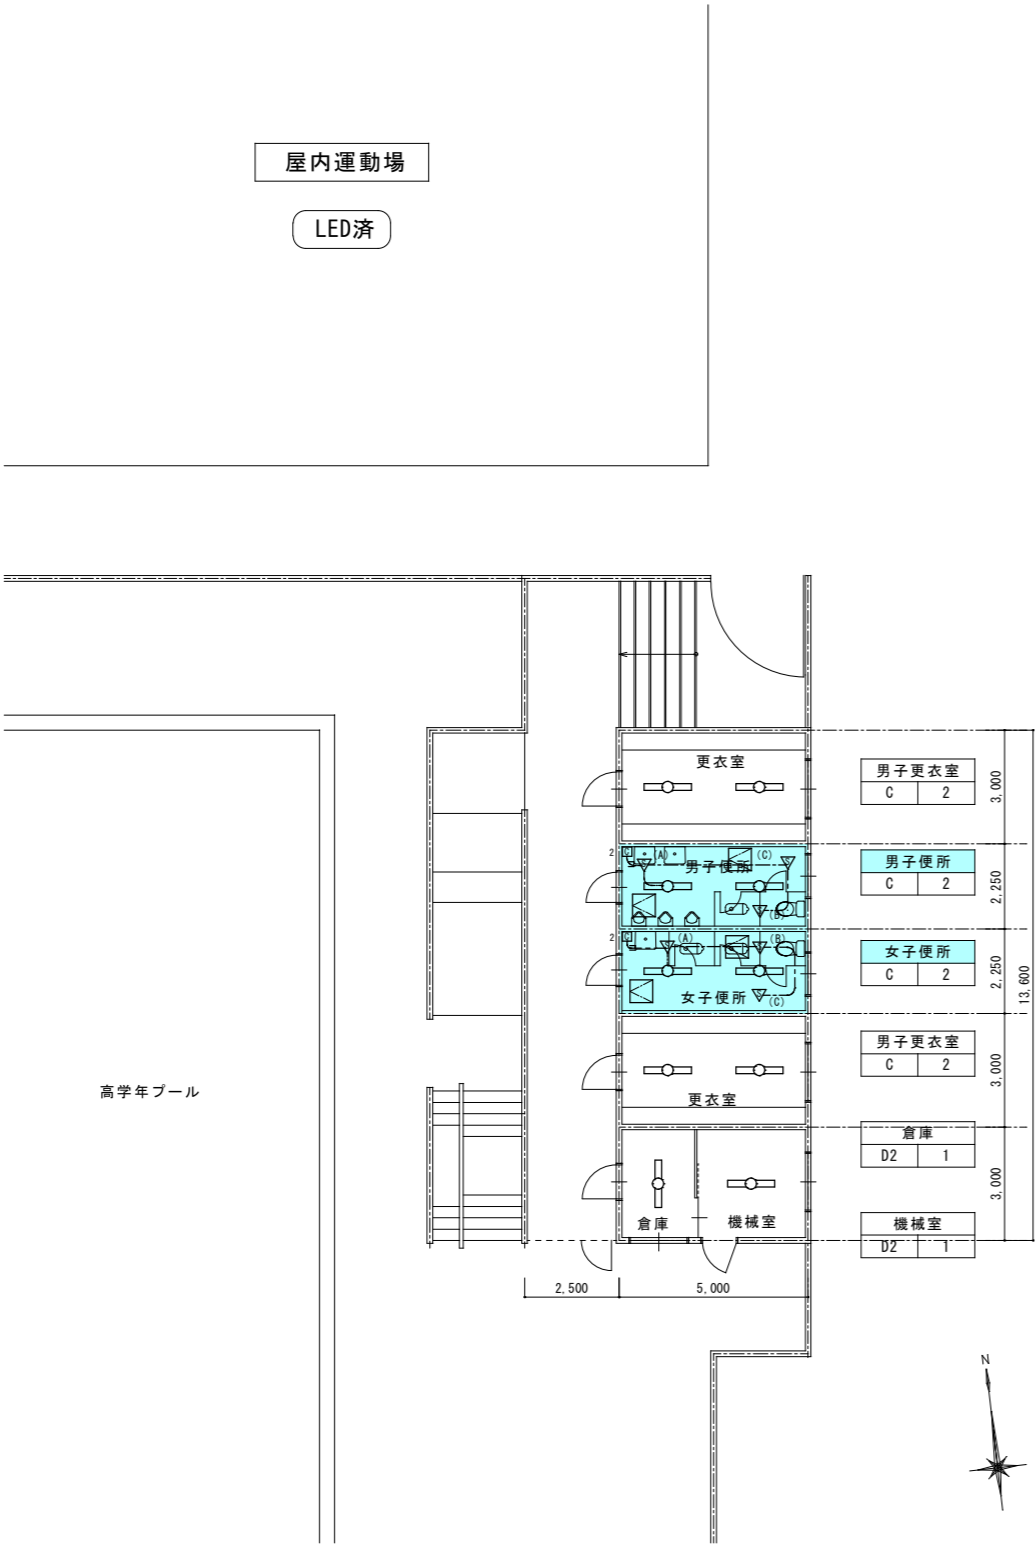 屋内運動場
LED済
更衣室
男子更衣室
C 2
3,000
2 C (A) (C) S
男子便所
S
S (B)
男子便所
C 2
2,250
2 C (A) (B)
S S
女子便所
S (C)
女子便所
C 2
2,250
13,600
高学年プール
更衣室
男子更衣室
C 2
3,000
倉庫
D2 1
3,000
倉庫
機械室
機械室
D2 1
2,500
5,000
N